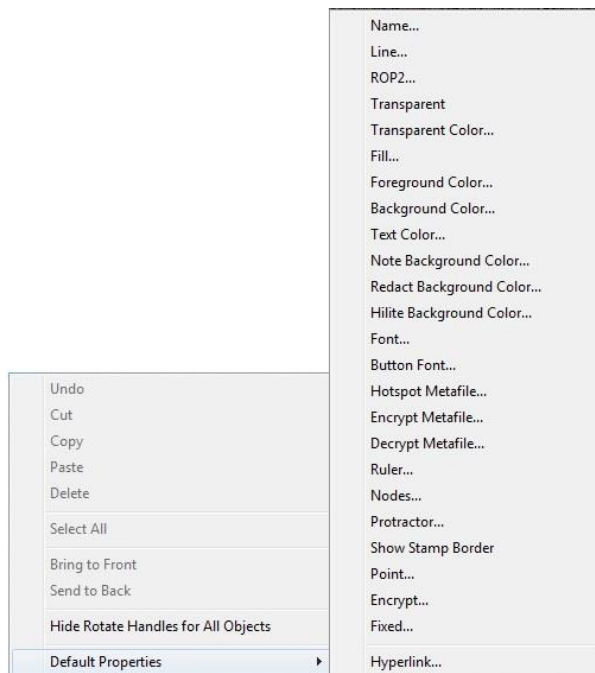 Name...
Line...
ROP2...
Transparent
Transparent Color...
Fill...
Foreground Color...
Background Color...
Text Color...
Note Background Color...
Redact Background Color...
Hilite Background Color...
Font...
Button Font...
Hotspot Metafile...
Encrypt Metafile...
Decrypt Metafile...
Ruler...
Nodes...
Protractor...
Show Stamp Border
Point...
Encrypt...
Fixed...
Hyperlink...
Undo
Cut
Copy
Paste
Delete
Select All
Bring to Front
Send to Back
Hide Rotate Handles for All Objects
Default Properties